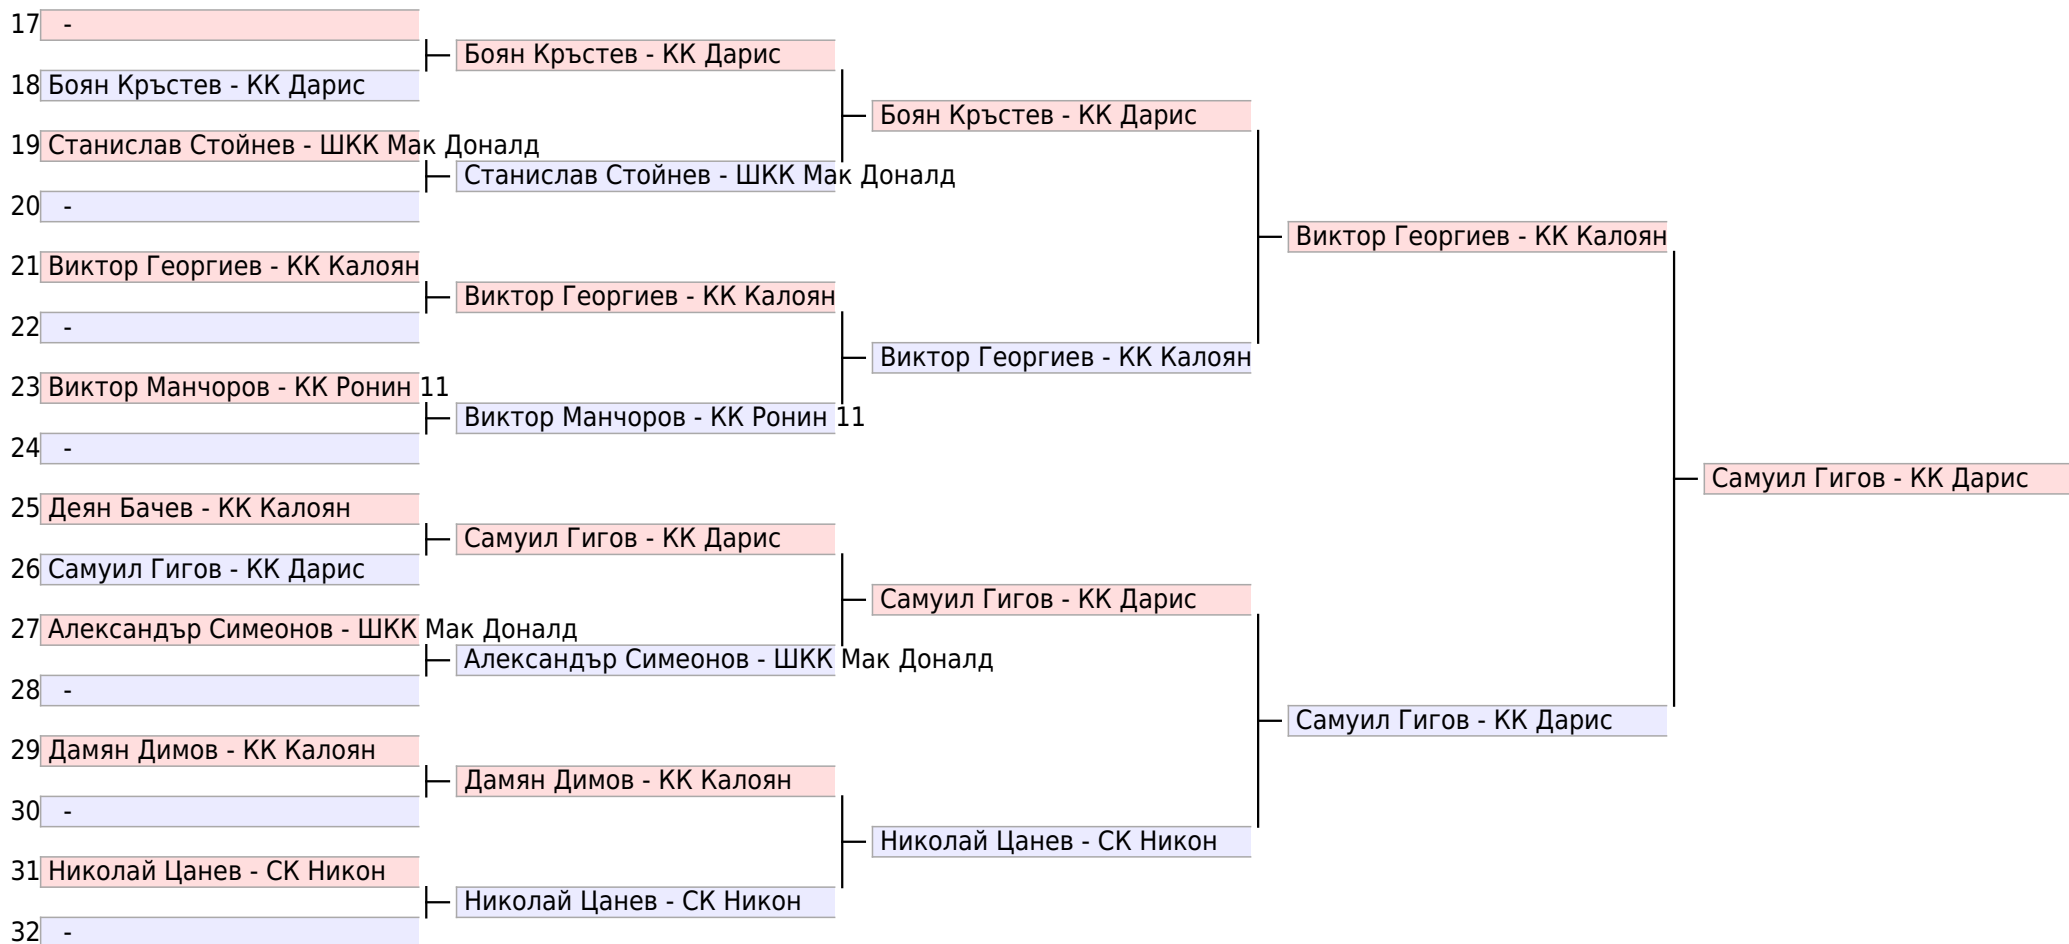 17 -
Боян Кръстев - КК Дарис
18 Боян Кръстев - КК Дарис
Боян Кръстев - КК Дарис
19 Станислав Стойнев - ШКК Мак Доналд
Станислав Стойнев - ШКК Мак Доналд
20 -
Виктор Георгиев - КК Калоян
21 Виктор Георгиев - КК Калоян
Виктор Георгиев - КК Калоян
22 -
Виктор Георгиев - КК Калоян
23 Виктор Манчоров - КК Ронин 11
Виктор Манчоров - КК Ронин 11
24 -
Самуил Гигов - КК Дарис
25 Деян Бачев - КК Калоян
Самуил Гигов - КК Дарис
26 Самуил Гигов - КК Дарис
Самуил Гигов - КК Дарис
27 Александър Симеонов - ШКК Мак Доналд
Александър Симеонов - ШКК Мак Доналд
28 -
Самуил Гигов - КК Дарис
29 Дамян Димов - КК Калоян
Дамян Димов - КК Калоян
30 -
Николай Цанев - СК Никон
31 Николай Цанев - СК Никон
Николай Цанев - СК Никон
32 -